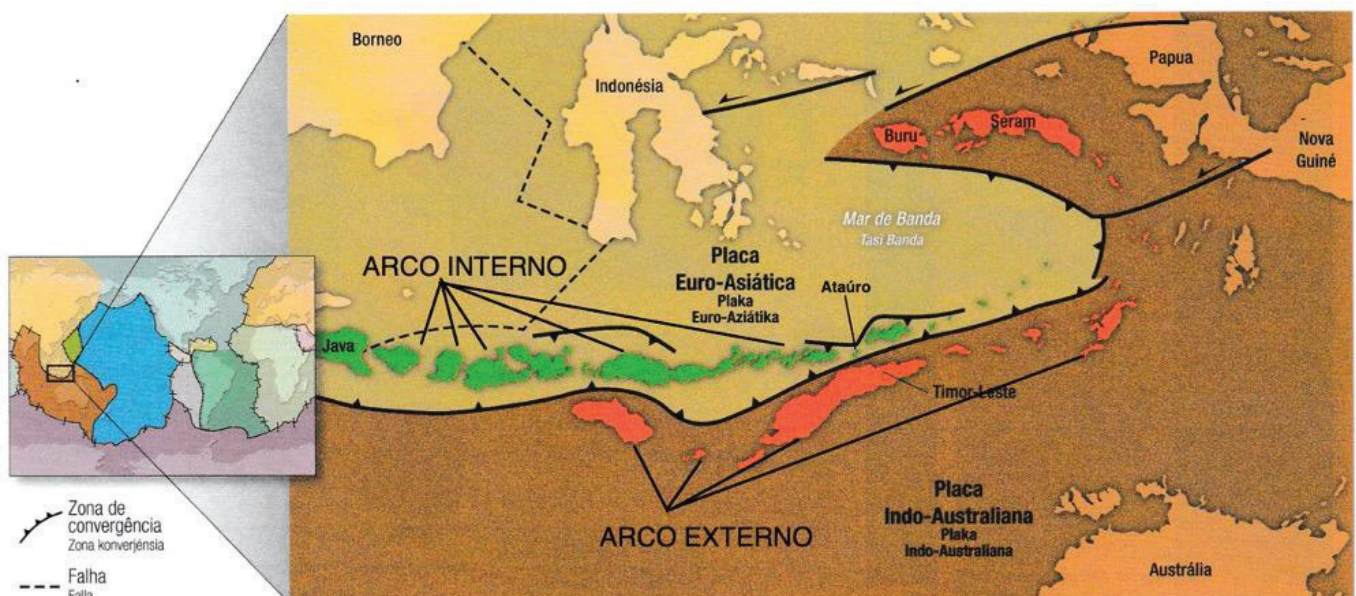 Borneo
Indonésia
Papua
Buru
Seram
Nova
Guiné
Mar de Banda
Tasi Banda
ARCO INTERNO
Placa
Euro-Asiática
Plaka
Euro-Aziátika
Ataúro
Java
Timor-Leste
Placa
Indo-Australiana
Plaka
Indo-Australiana
ARCO EXTERNO
Austrália
Zona de
convergência
Zona konverjénsia
Falha
Falla